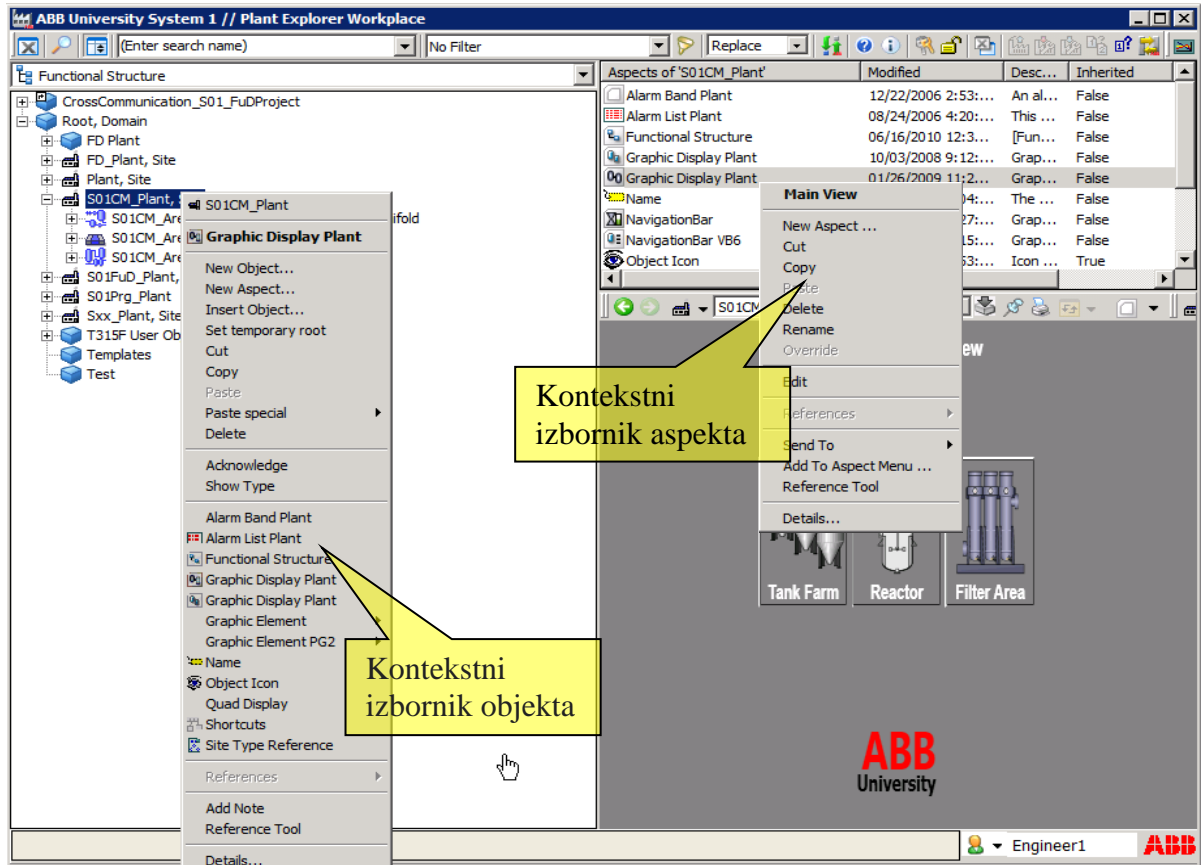 ABB University System 1 // Plant Explorer Workplace
(Enter search name)
No Filter
Replace
Functional Structure
CrossCommunication_S01_FuDProject
Root, Domain
FD Plant
FD_Plant, Site
Plant, Site
S01CM_Plant,
S01CM_Are
ifold
S01CM_Are
S01CM_Are
S01FuD_Plant,
S01Prg_Plant
Sxx_Plant, Site
T315F User Ob
Templates
Test
S01CM_Plant
Graphic Display Plant
New Object...
New Aspect...
Insert Object...
Set temporary root
Cut
Copy
Paste
Paste special
Delete
Acknowledge
Show Type
Alarm Band Plant
Alarm List Plant
Functional Structure
Graphic Display Plant
Graphic Display Plant
Graphic Element
Graphic Element PG2
Name
Object Icon
Quad Display
Shortcuts
Site Type Reference
References
Add Note
Reference Tool
Details...
Kontekstni
izbornik objekta
Aspects of 'S01CM_Plant' Modified Desc... Inherited
Alarm Band Plant 12/22/2006 2:53:... An al... False
Alarm List Plant 08/24/2006 4:20:... This ... False
Functional Structure 06/16/2010 12:3... [Fun... False
Graphic Display Plant 10/03/2008 9:12:... Grap... False
Graphic Display Plant 01/26/2009 11:2... Grap... False
Name 04:... The ... False
NavigationBar 27:... Grap... False
NavigationBar VB6 15:... Grap... False
Object Icon 53:... Icon ... True
Main View
New Aspect ...
Cut
Copy
Paste
Delete
Rename
Override
Edit
References
Send To
Add To Aspect Menu ...
Reference Tool
Details...
Kontekstni
izbornik aspekta
S01CM
ew
Tank Farm
Reactor
Filter Area
ABB
University
Engineer1
ABB